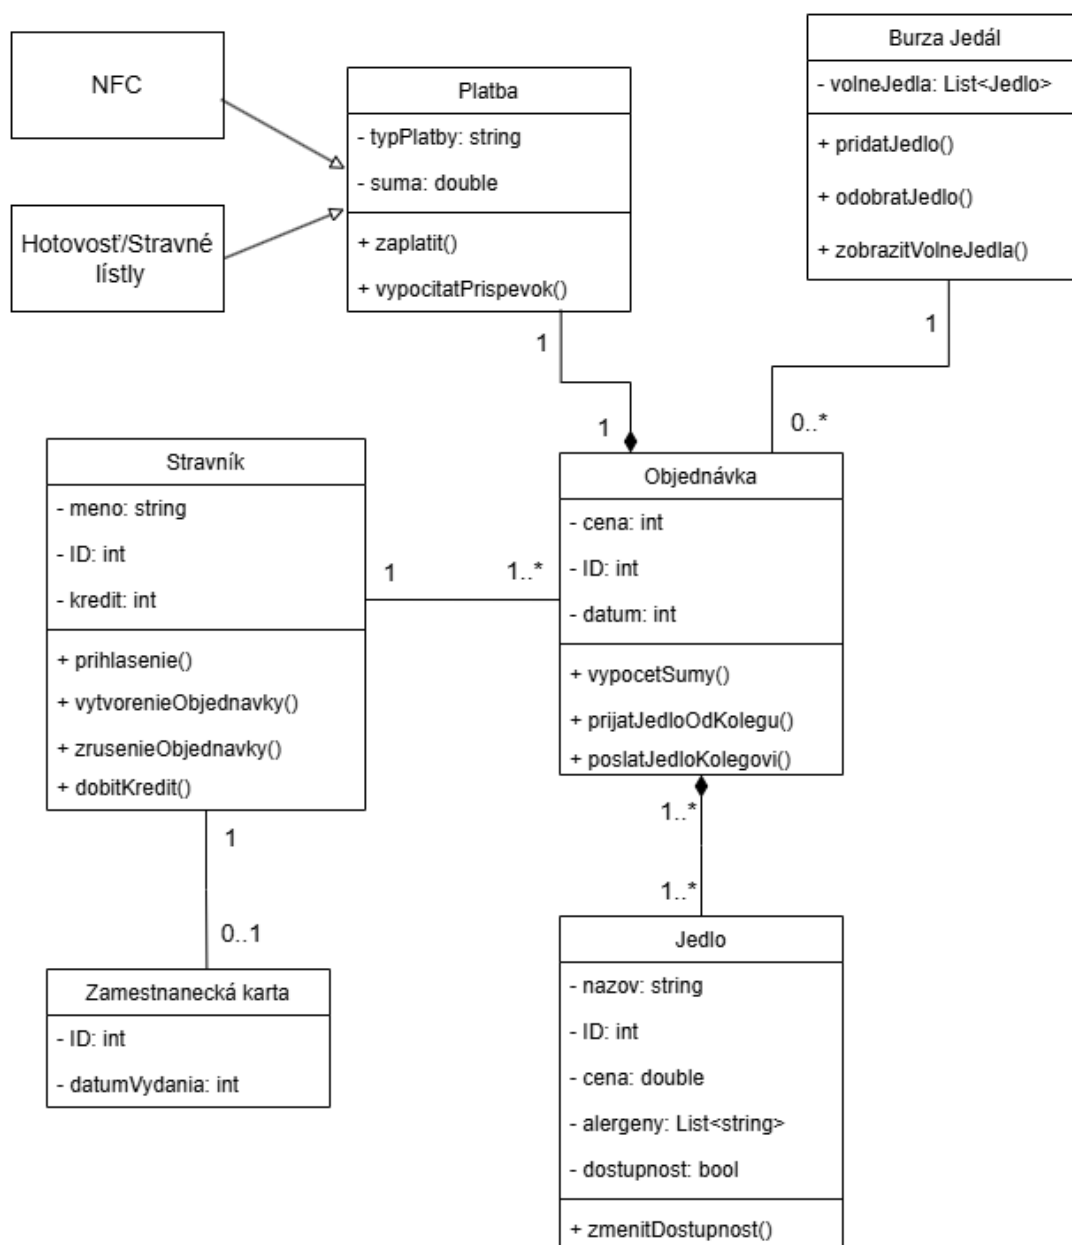 NFC
Hotovosť/Stravné
lístly
Platba
- typPlatby: string
- suma: double
+ zaplatit()
+ vypocitatPrispevok()
Burza Jedál
- volneJedla: List<Jedlo>
+ pridatJedlo()
+ odobratJedlo()
+ zobrazitVolneJedla()
1
1
1
0..*
Stravník
- meno: string
- ID: int
- kredit: int
+ prihlasenie()
+ vytvorenieObjednavky()
+ zrusenieObjednavky()
+ dobitKredit()
1
1..*
Objednávka
- cena: int
- ID: int
- datum: int
+ vypocetSumy()
+ prijatJedloOdKolegu()
+ poslatJedloKolegovi()
1
0..1
1..*
1..*
Zamestnanecká karta
- ID: int
- datumVydania: int
Jedlo
- nazov: string
- ID: int
- cena: double
- alergeny: List<string>
- dostupnost: bool
+ zmenitDostupnost()